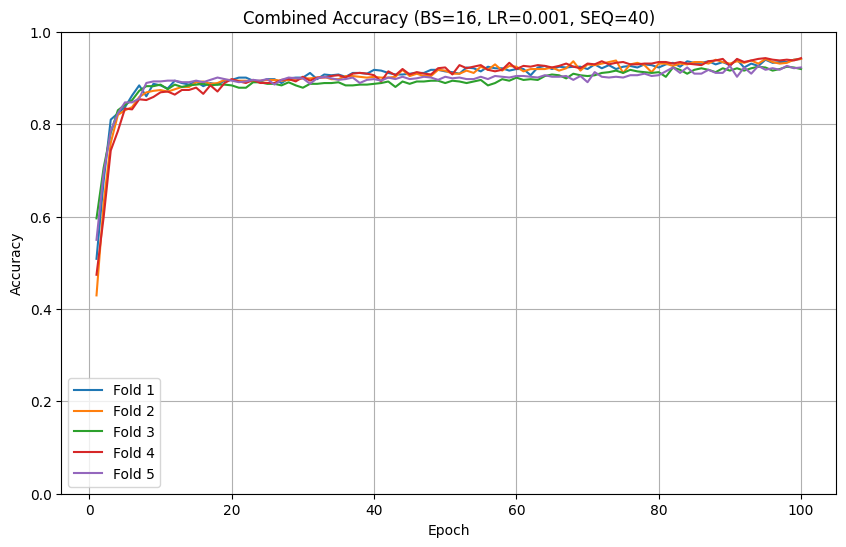 Combined Accuracy (BS=16, LR=0.001, SEQ=40)
1.0
0.8
0.6
0.4
0.2
0.0
Accuracy
Fold 1
Fold 2
Fold 3
Fold 4
Fold 5
0 20 40 60 80 100
Epoch